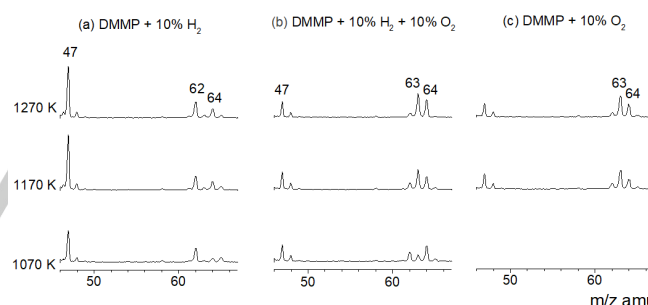 (a) DMMP + 10% H2
(b) DMMP + 10% H2 + 10% O2
(c) DMMP + 10% O2
47
62
64
47
63
64
63
64
1270 K
1170 K
1070 K
50
60
50
60
50
60
m/z amu